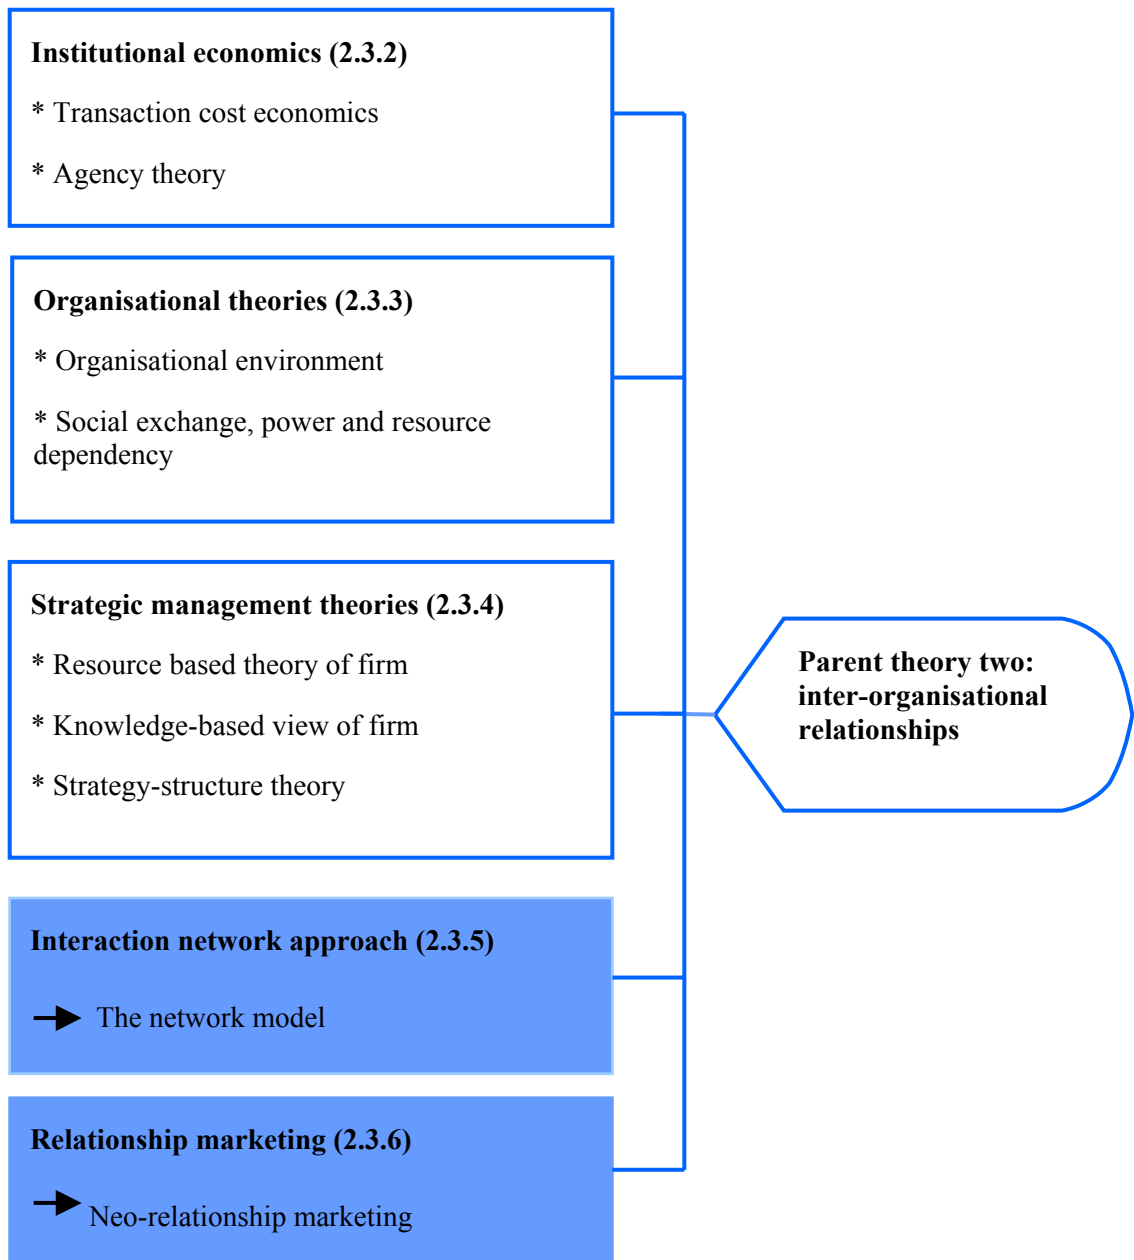 Institutional economics (2.3.2)
* Transaction cost economics
* Agency theory
Organisational theories (2.3.3)
* Organisational environment
* Social exchange, power and resource
dependency
Strategic management theories (2.3.4)
* Resource based theory of firm
* Knowledge-based view of firm
* Strategy-structure theory
Parent theory two:
inter-organisational
relationships
Interaction network approach (2.3.5)
The network model
Relationship marketing (2.3.6)
Neo-relationship marketing